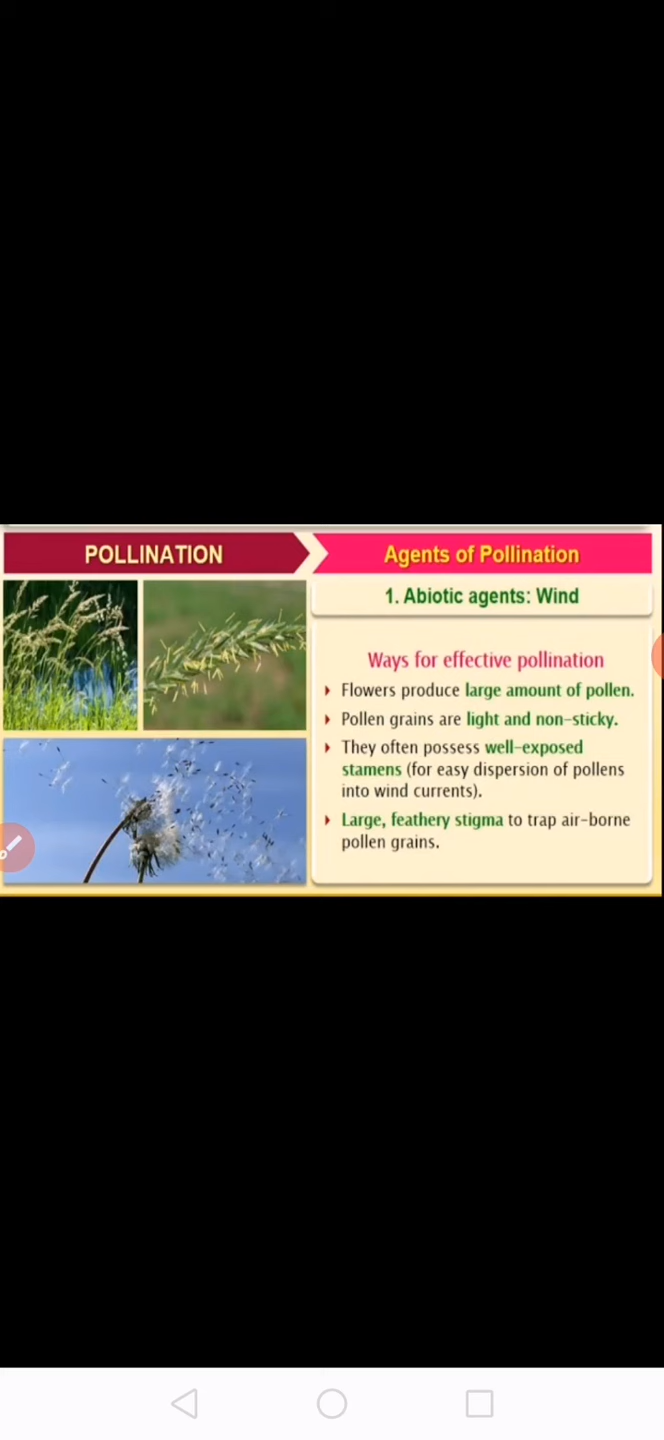 POLLINATION
Agents of Pollination
1. Abiotic agents: Wind
Ways for effective pollination
Flowers produce large amount of pollen.
Pollen grains are light and non-sticky.
They often possess well-exposed
stamens (for easy dispersion of pollens
into wind currents).
Large, feathery stigma to trap air-borne
pollen grains.